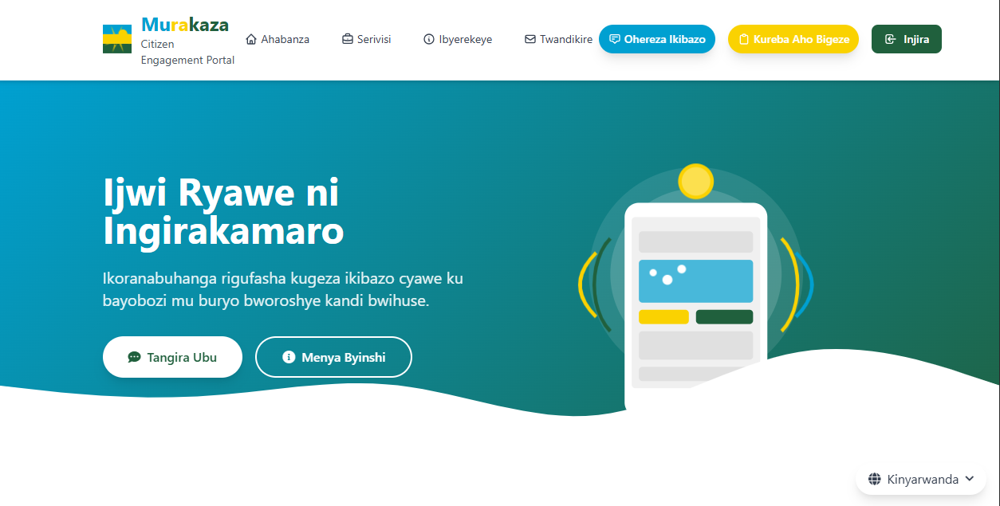 Murakaza
Citizen
Engagement Portal
Ahabanza
Serivisi
Ibyerekeye
Twandikire
Ohereza Ikibazo
Kureba Aho Bigeze
Injira
Ijwi Ryawe ni
Ingirakamaro
Ikoranabuhanga rigufasha kugeza ikibazo cyawe ku
bayobozi mu buryo bworoshye kandi bwihuse.
Tangira Ubu
Menya Byinshi
Kinyarwanda